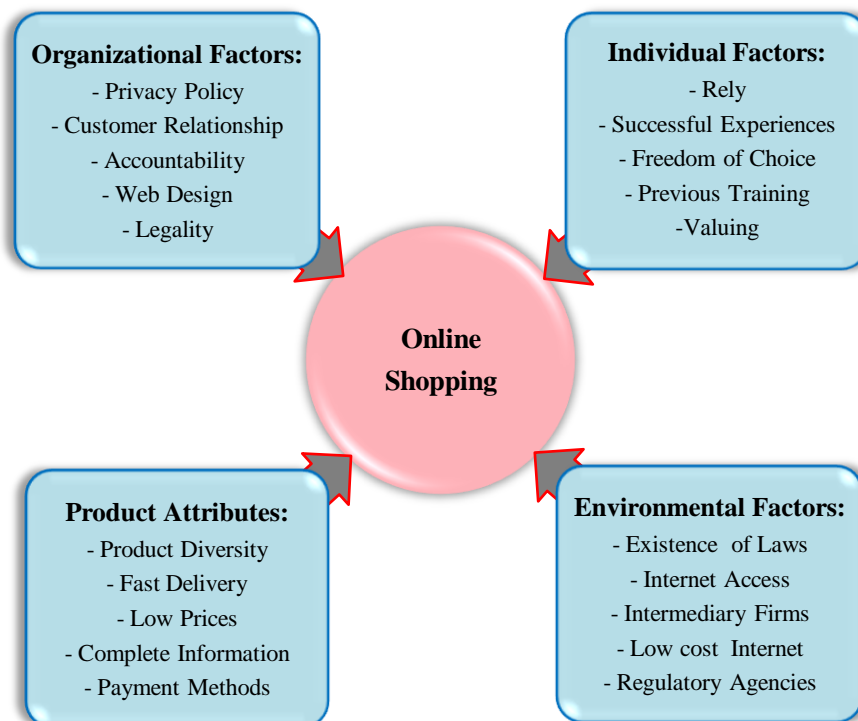 Organizational Factors:
- Privacy Policy
- Customer Relationship
- Accountability
- Web Design
- Legality
Individual Factors:
- Rely
- Successful Experiences
- Freedom of Choice
- Previous Training
-Valuing
Online
Shopping
Product Attributes:
- Product Diversity
- Fast Delivery
- Low Prices
- Complete Information
- Payment Methods
Environmental Factors:
- Existence of Laws
- Internet Access
- Intermediary Firms
- Low cost Internet
- Regulatory Agencies